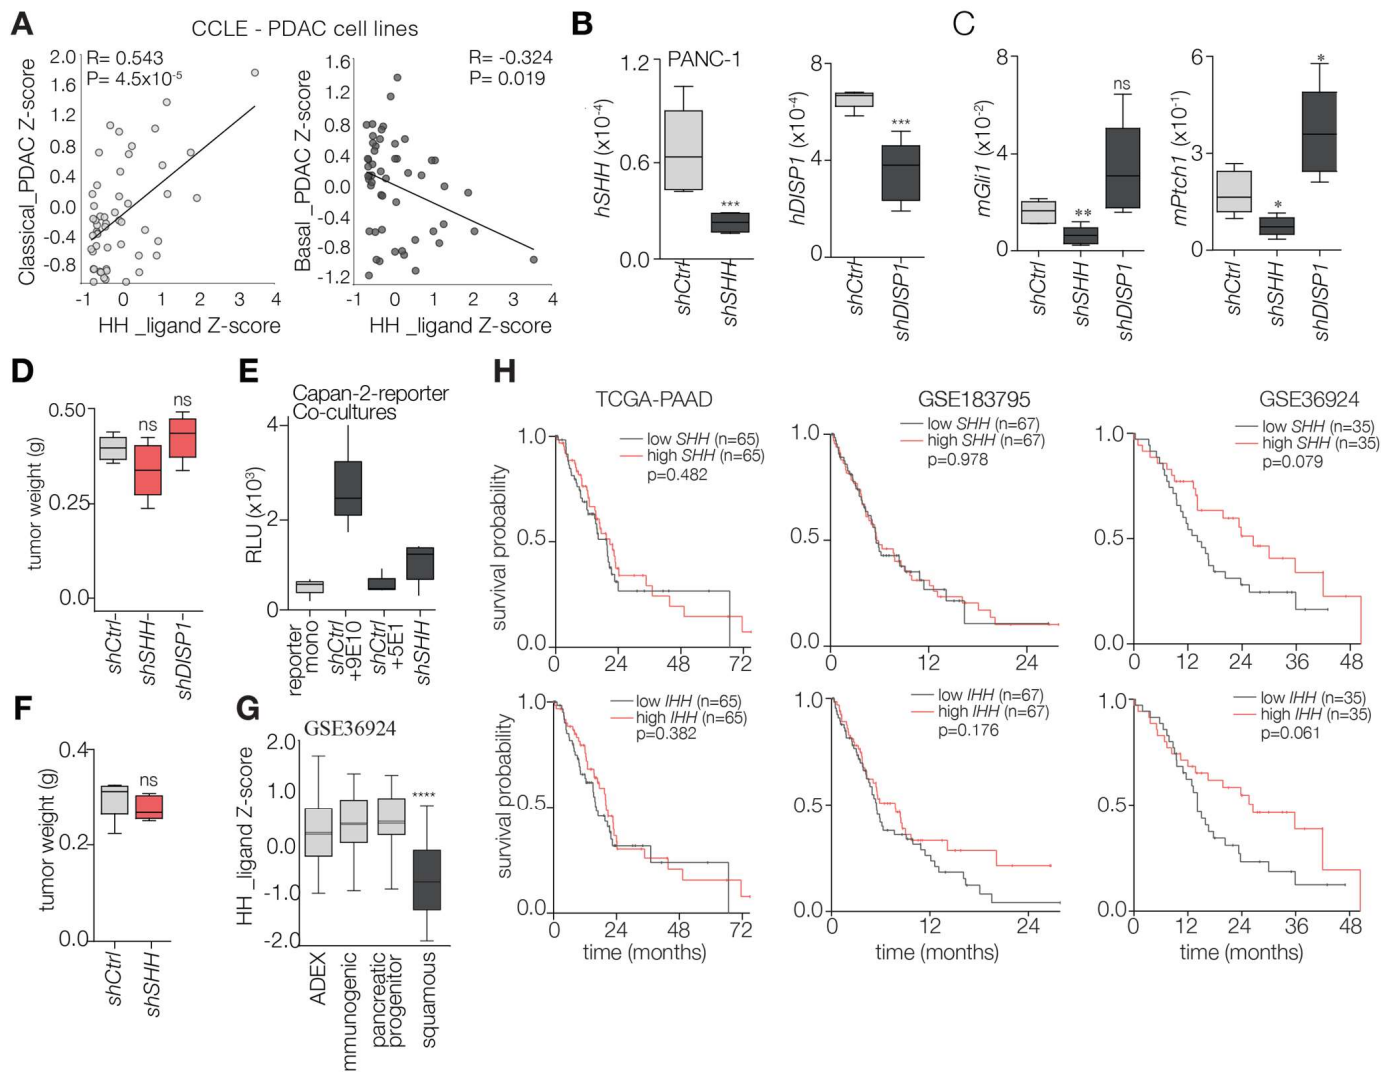 A
CCLE - PDAC cell lines
R= 0.543
P= 4.5x10-5
Classical_PDAC Z-score
2.0
1.6
1.2
0.8
0.4
0.0
-0.4
-0.8
-1 0 1 2 3 4
HH _ligand Z-score
R= -0.324
P= 0.019
Basal_PDAC Z-score
1.6
1.2
0.8
0.4
0.0
-0.4
-0.8
-1.2
-1 0 1 2 3 4
HH _ligand Z-score
B
PANC-1
hSHH (x10-4)
1.2
0.6
0.0
***
shCtrl
shSHH
hDISP1 (x10-4)
8
4
0
***
shCtrl
shDISP1
C
mGli1 (x10-2)
8
4
0
**
ns
shCtrl
shSHH
shDISP1
mPtch1 (x10-1)
6
3
0
*
*
shCtrl
shSHH
shDISP1
D
tumor weight (g)
0.50
0.25
0.0
ns
ns
shCtrl
shSHH
shDISP1
E
Capan-2-reporter
Co-cultures
RLU (x10³)
4
2
0
reporter
mono
shCtrl
+9E10
shCtrl
+5E1
shSHH
F
tumor weight (g)
0.4
0.2
0.0
ns
shCtrl
shSHH
G
GSE36924
HH _ligand Z-score
2.0
1.0
0.0
-1.0
-2.0
****
ADEX
mmunogenic
pancreatic
progenitor
squamous
H
TCGA-PAAD
low SHH (n=65)
high SHH (n=65)
p=0.482
survival probability
1.0
0.5
0.0
0 24 48 72
GSE183795
low SHH (n=67)
high SHH (n=67)
p=0.978
1.0
0.5
0.0
0 12 24
GSE36924
low SHH (n=35)
high SHH (n=35)
p=0.079
1.0
0.5
0.0
0 12 24 36 48
low IHH (n=65)
high IHH (n=65)
p=0.382
survival probability
1.0
0.5
0.0
0 24 48 72
time (months)
low IHH (n=67)
high IHH (n=67)
p=0.176
1.0
0.5
0.0
0 12 24
time (months)
low IHH (n=35)
high IHH (n=35)
p=0.061
1.0
0.5
0.0
0 12 24 36 48
time (months)